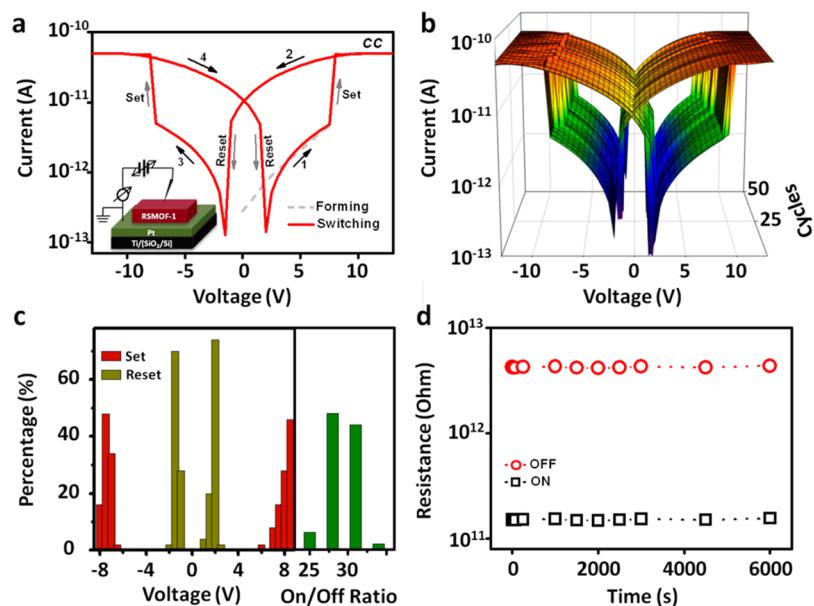 a
10⁻¹⁰
10⁻¹¹
10⁻¹²
10⁻¹³
Current (A)
4
2
CC
Set
Set
Reset
Reset
3
1
RSMOF-1
Pt
Ti/(SiO₂/Si)
Forming
Switching
-10 -5 0 5 10
Voltage (V)
b
10⁻¹⁰
10⁻¹¹
10⁻¹²
10⁻¹³
Current (A)
50
25
Cycles
-10 -5 0 5 10
Voltage (V)
c
Set
Reset
60
40
20
0
Percentage (%)
-8 -4 0 4 8 25 30
Voltage (V) On/Off Ratio
d
10¹³
10¹²
10¹¹
Resistance (Ohm)
OFF
ON
0 2000 4000 6000
Time (s)